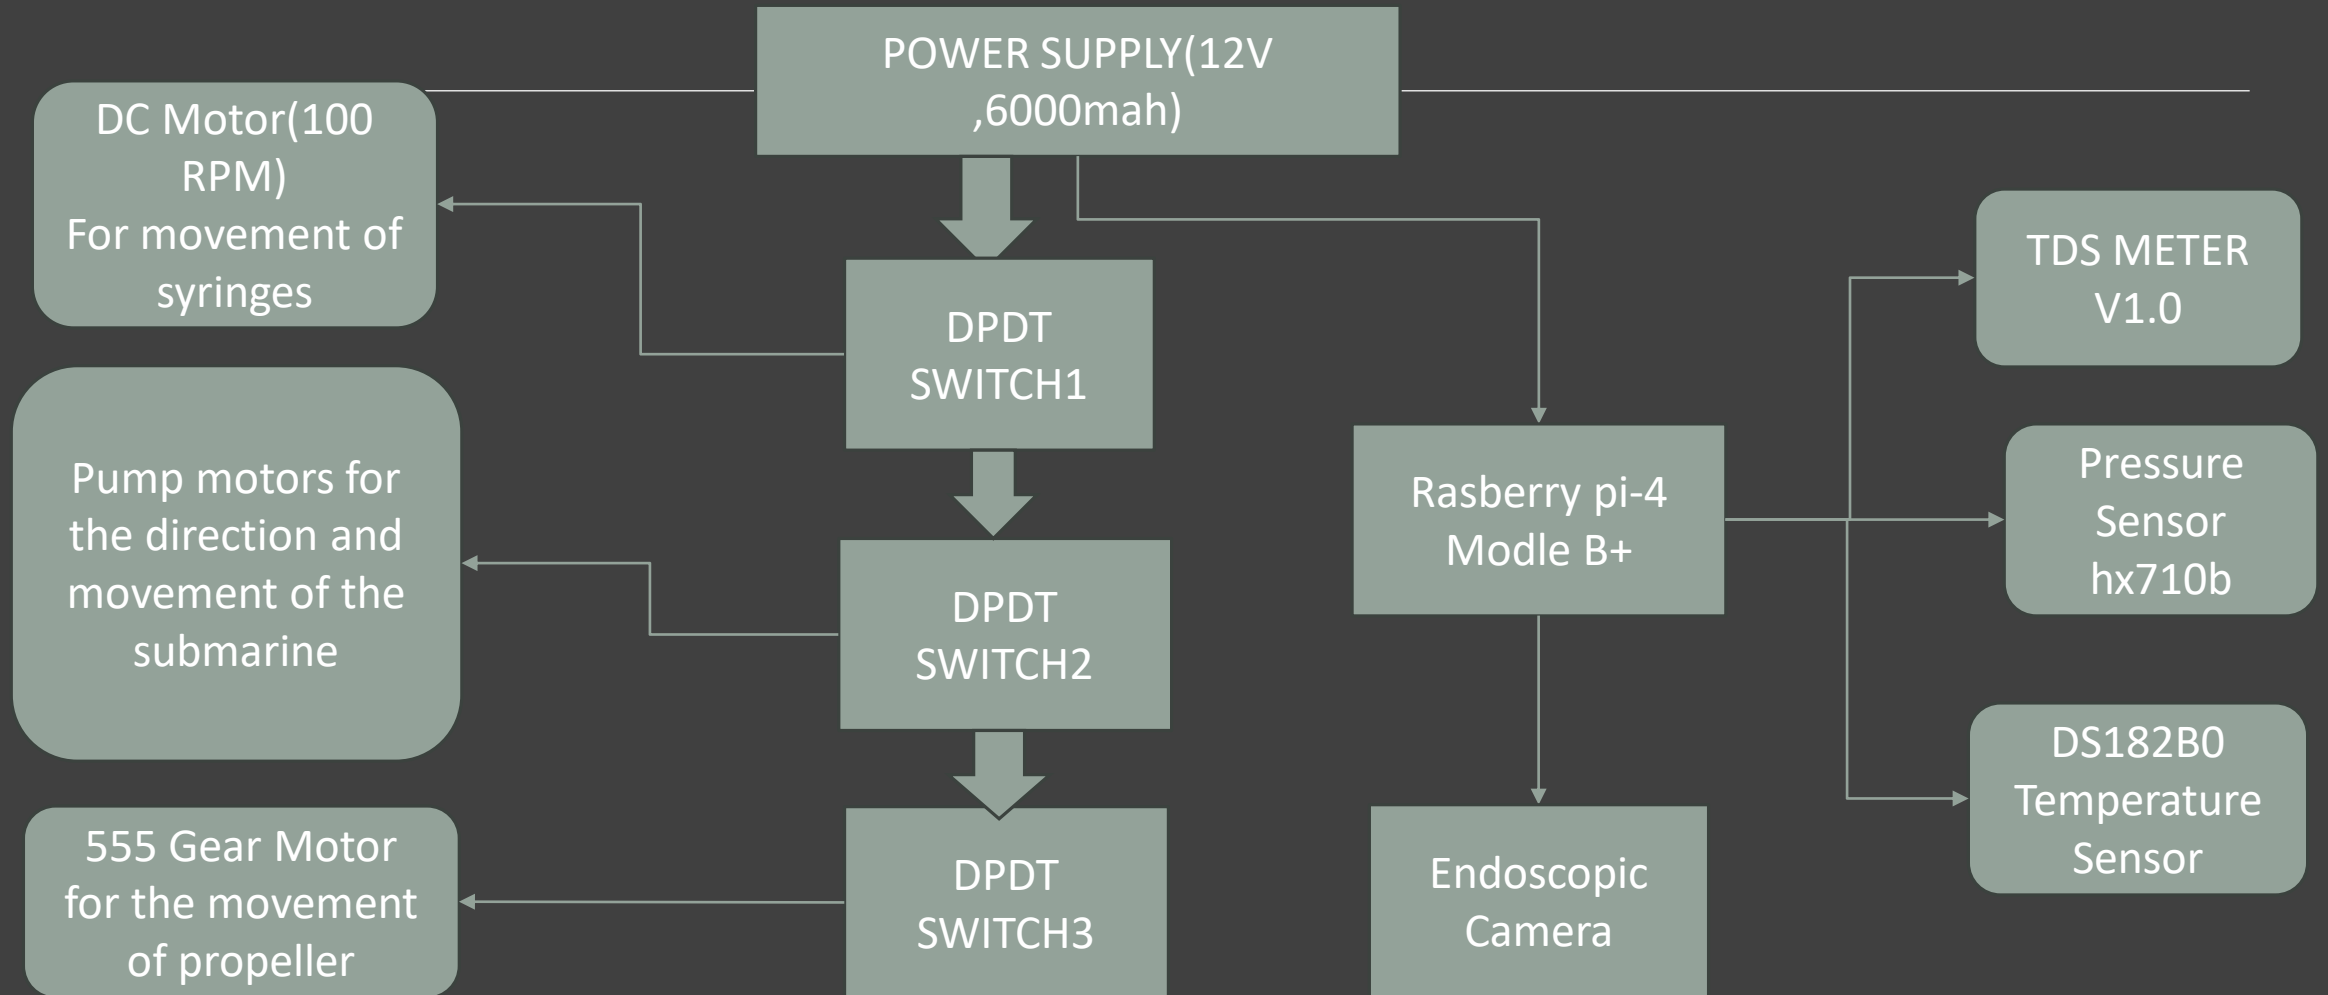 POWER SUPPLY(12V
,6000mah)
DC Motor(100
RPM)
For movement of
syringes
DPDT
SWITCH1
TDS METER
V1.0
Pump motors for
the direction and
movement of the
submarine
DPDT
SWITCH2
Rasberry pi-4
Modle B+
Pressure
Sensor
hx710b
555 Gear Motor
for the movement
of propeller
DPDT
SWITCH3
Endoscopic
Camera
DS182B0
Temperature
Sensor